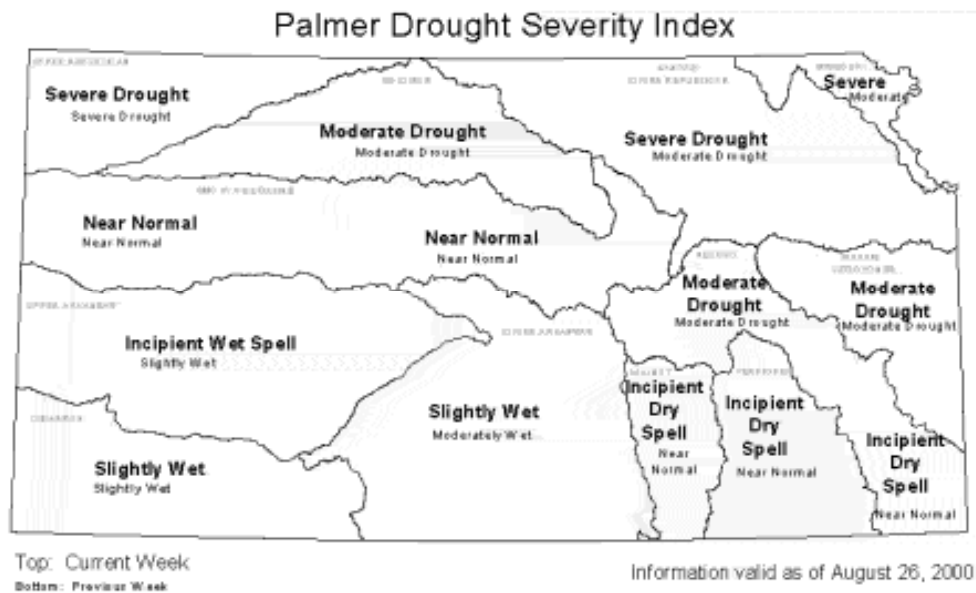 Palmer Drought Severity Index
Severe Drought
Severe Drought
Moderate Drought
Moderate Drought
Severe Drought
Moderate Drought
Severe
Moderate
Near Normal
Near Normal
Near Normal
Near Normal
Moderate
Drought
Moderate Drought
Moderate
Drought
Moderate Drought
Incipient Wet Spell
Slightly Wet
Slightly Wet
Moderately Wet
Incipient
Dry
Spell
Near
Normal
Incipient
Dry
Spell
Near Normal
Incipient
Dry
Spell
Near Normal
Slightly Wet
Slightly Wet
Top: Current Week
Bottom: Previous Week
Information valid as of August 26, 2000